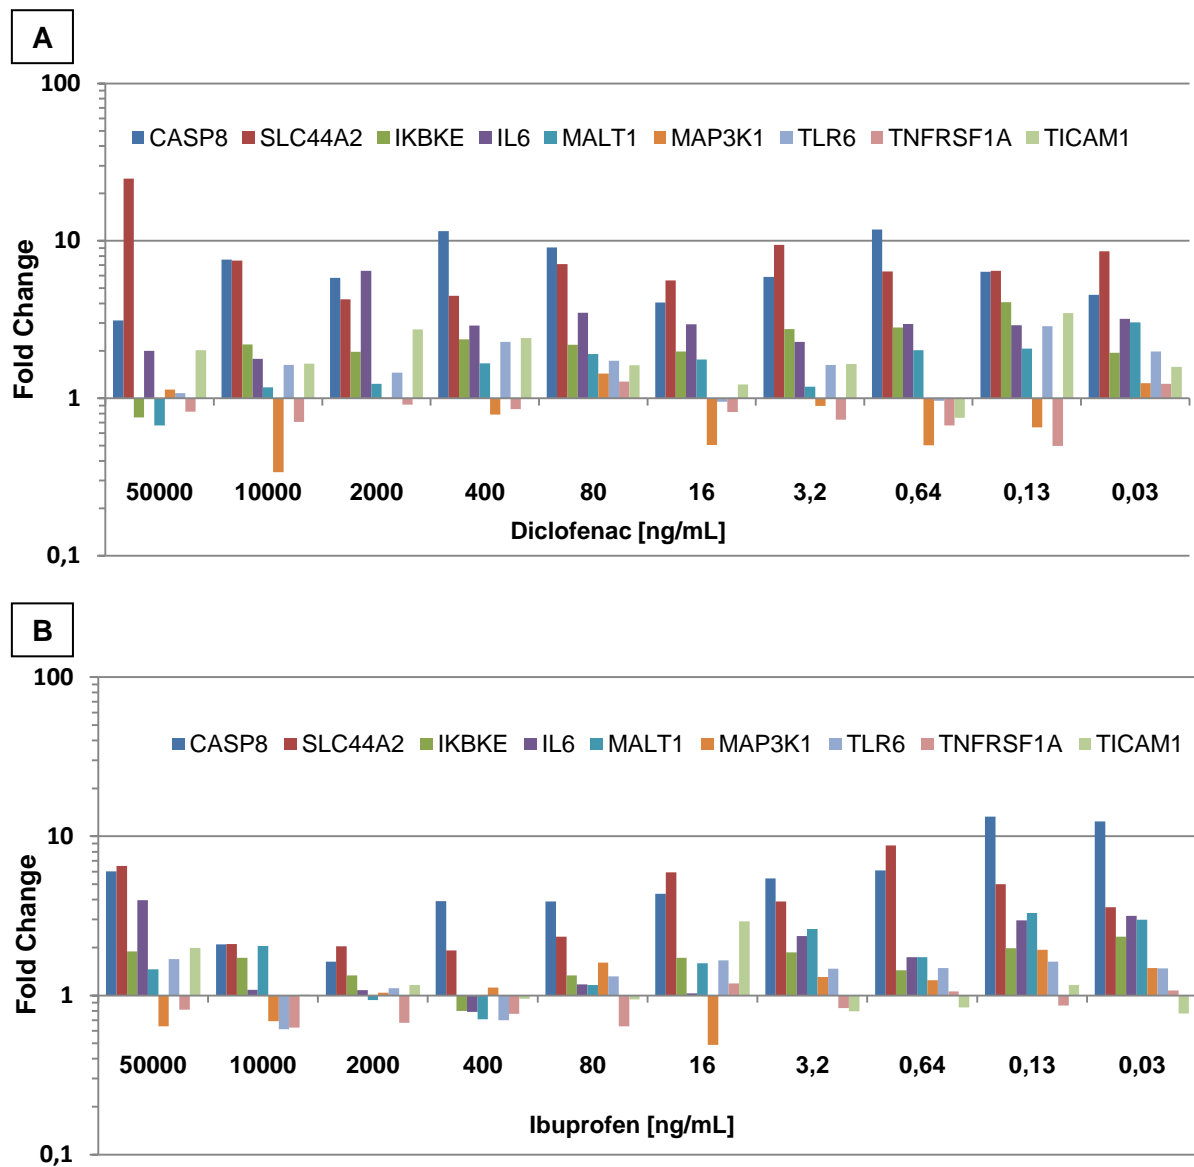 A
100
CASP8 SLC44A2 IKBKE IL6 MALT1 MAP3K1 TLR6 TNFRSF1A TICAM1
10
Fold Change
1
50000 10000 2000 400 80 16 3,2 0,64 0,13 0,03
Diclofenac [ng/mL]
0,1
B
100
CASP8 SLC44A2 IKBKE IL6 MALT1 MAP3K1 TLR6 TNFRSF1A TICAM1
10
Fold Change
1
50000 10000 2000 400 80 16 3,2 0,64 0,13 0,03
Ibuprofen [ng/mL]
0,1